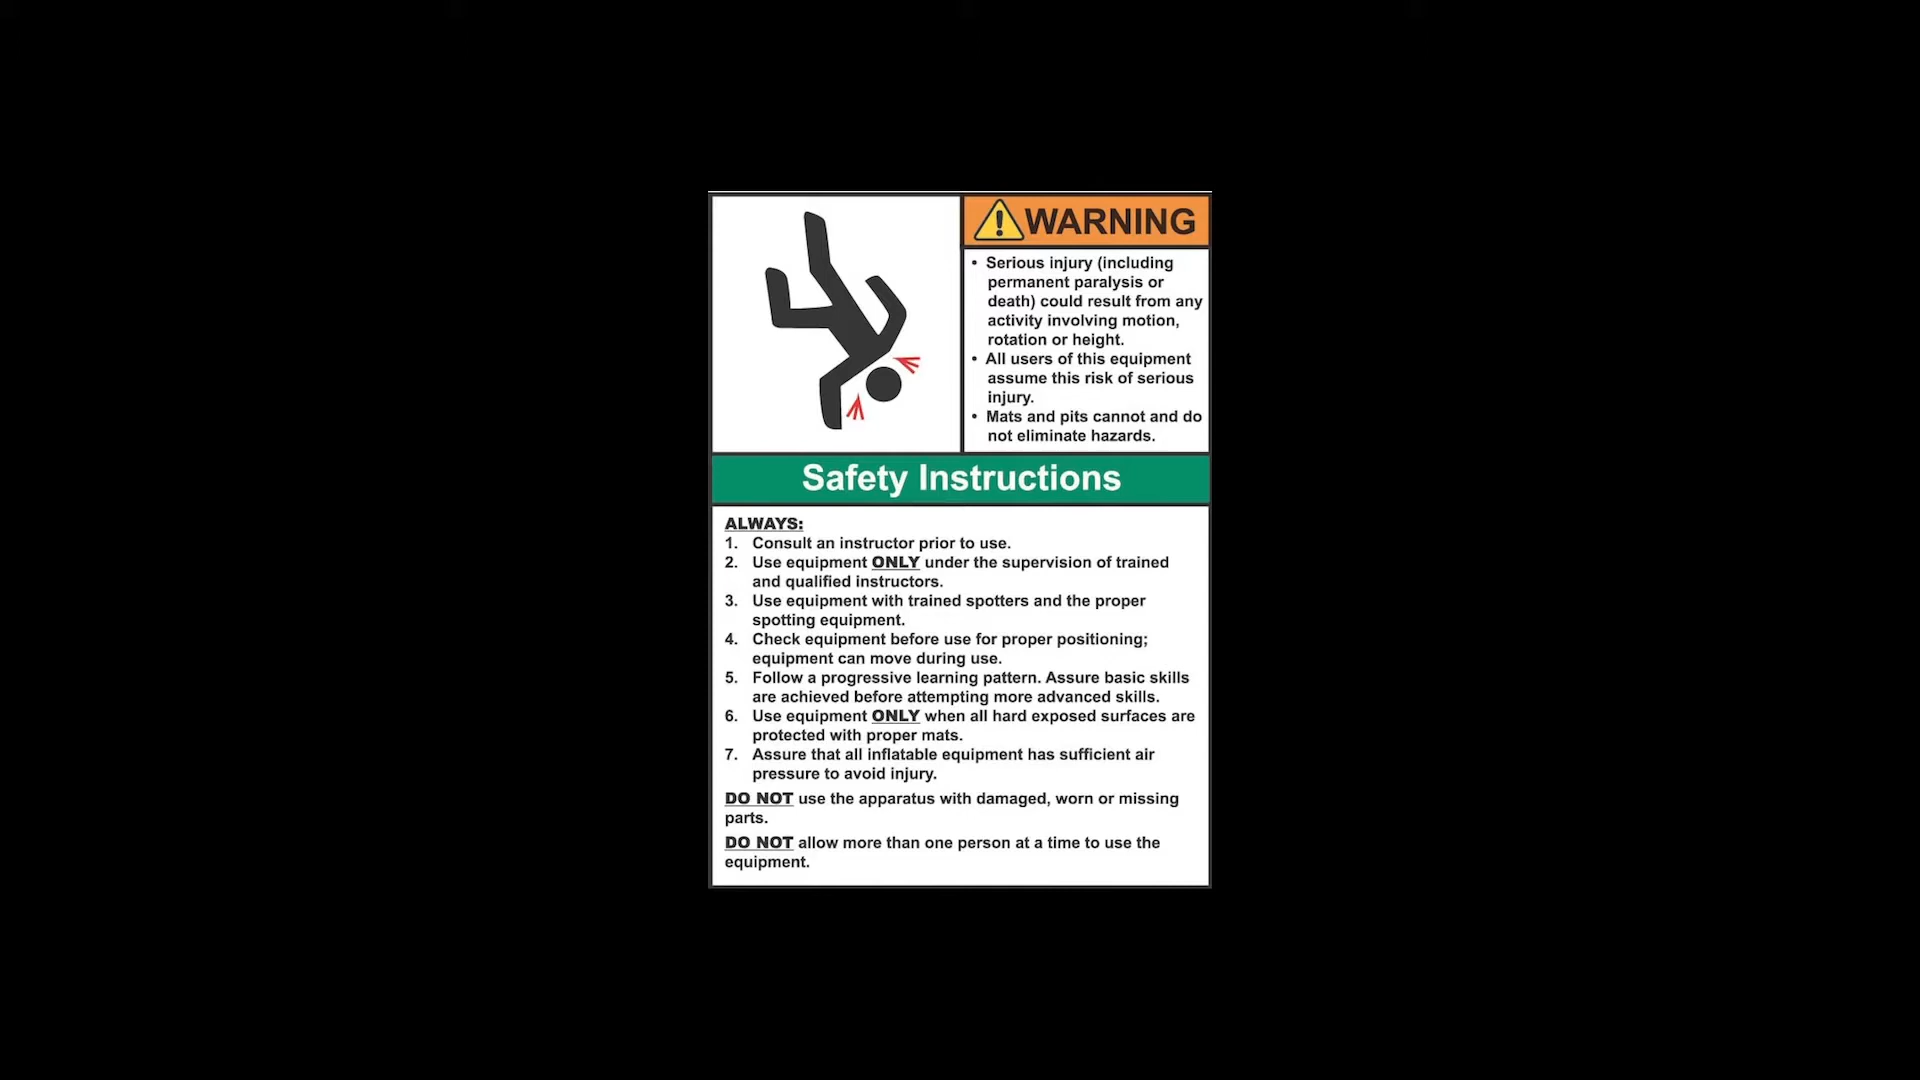 WARNING
• Serious injury (including
permanent paralysis or
death) could result from any
activity involving motion,
rotation or height.
• All users of this equipment
assume this risk of serious
injury.
• Mats and pits cannot and do
not eliminate hazards.
Safety Instructions
ALWAYS:
1. Consult an instructor prior to use.
2. Use equipment ONLY under the supervision of trained
and qualified instructors.
3. Use equipment with trained spotters and the proper
spotting equipment.
4. Check equipment before use for proper positioning;
equipment can move during use.
5. Follow a progressive learning pattern. Assure basic skills
are achieved before attempting more advanced skills.
6. Use equipment ONLY when all hard exposed surfaces are
protected with proper mats.
7. Assure that all inflatable equipment has sufficient air
pressure to avoid injury.
DO NOT use the apparatus with damaged, worn or missing
parts.
DO NOT allow more than one person at a time to use the
equipment.